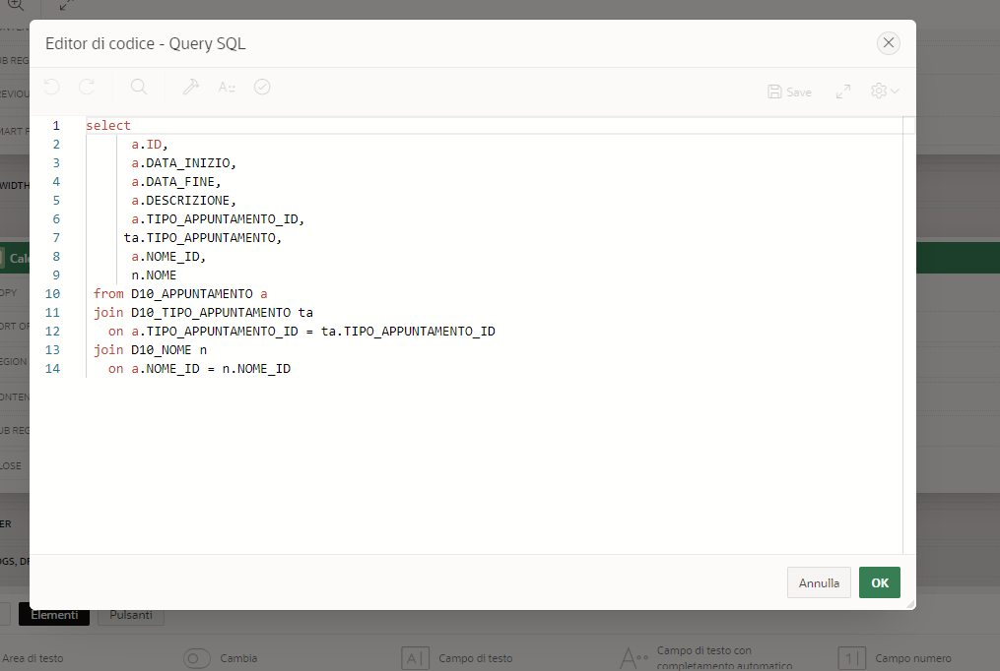 Editor di codice - Query SQL
Save
1 select
2 a.ID,
3 a.DATA_INIZIO,
4 a.DATA_FINE,
5 a.DESCRIZIONE,
6 a.TIPO_APPUNTAMENTO_ID,
7 ta.TIPO_APPUNTAMENTO,
8 a.NOME_ID,
9 n.NOME
10 from D10_APPUNTAMENTO a
11 join D10_TIPO_APPUNTAMENTO ta
12 on a.TIPO_APPUNTAMENTO_ID = ta.TIPO_APPUNTAMENTO_ID
13 join D10_NOME n
14 on a.NOME_ID = n.NOME_ID
Annulla OK
Elementi Pulsanti
Area di testo Cambia Campo di testo Campo di testo con Campo numero
completamento automatico